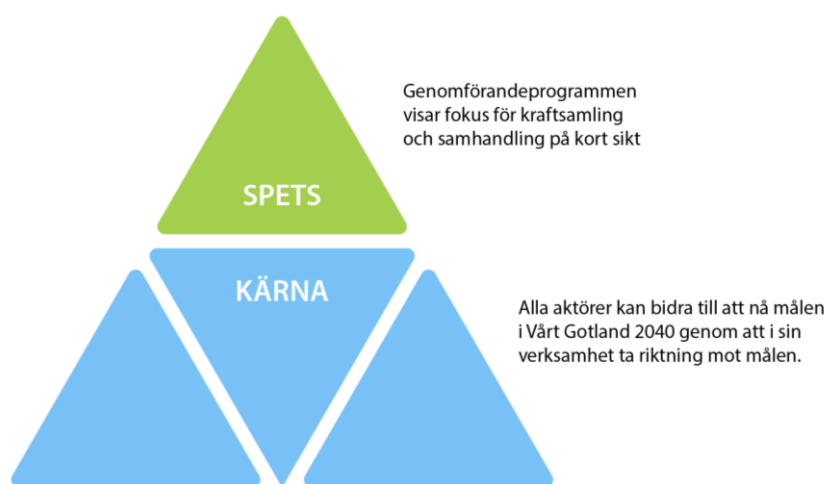 Genomförandeprogrammen
visar fokus för kraftsamling
och samhandling på kort sikt
SPETS
KÄRNA
Alla aktörer kan bidra till att nå målen
i Vårt Gotland 2040 genom att i sin
verksamhet ta riktning mot målen.